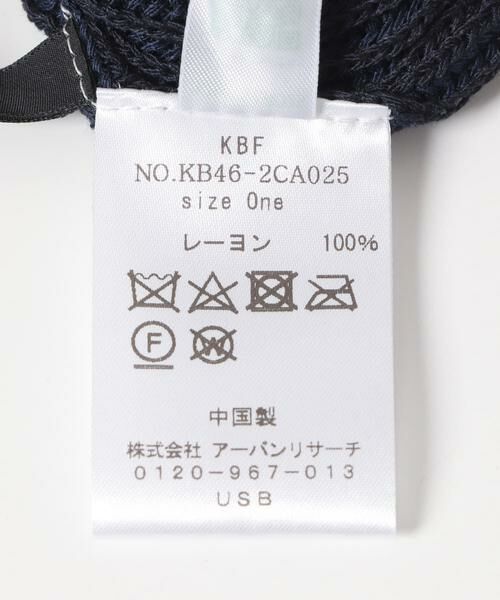 KBF
NO.KB46-2CA025
size One
レーヨン 100%
F
W
中国製
株式会社 アーバンリサーチ
0120-967-013
USB